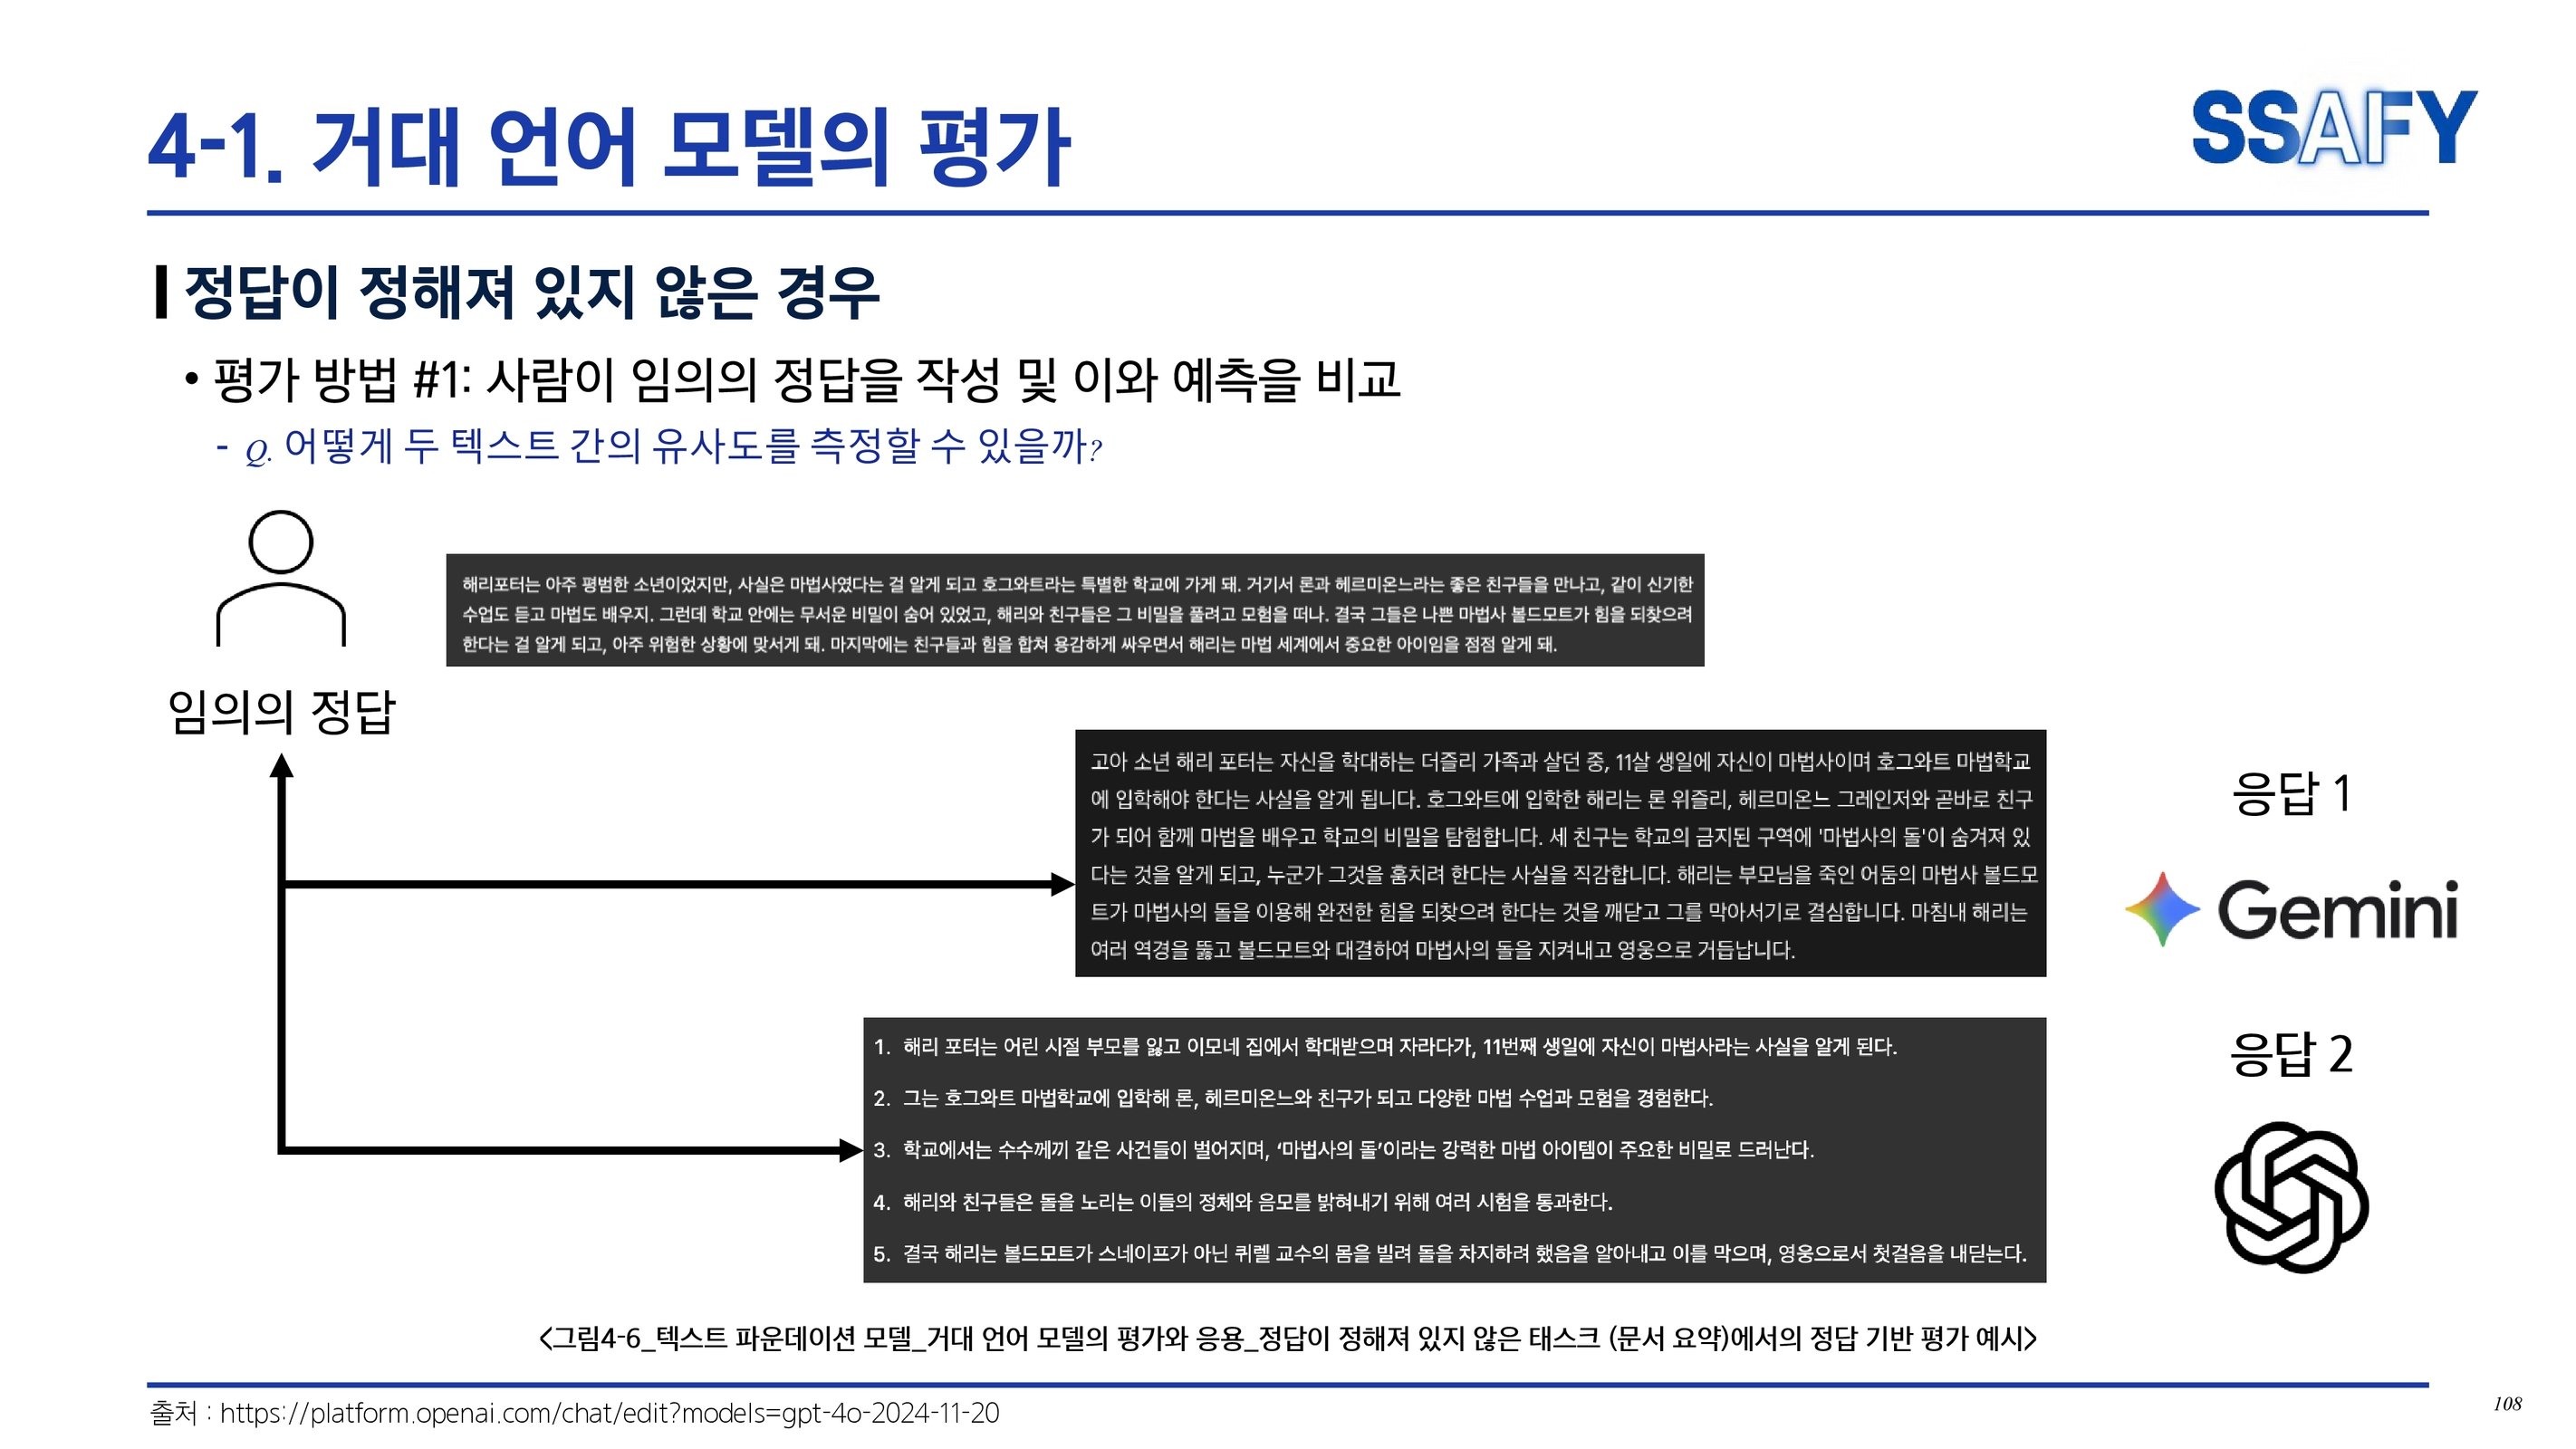 4-1. 거대 언어 모델의 평가
SSAFY
정답이 정해져 있지 않은 경우
• 평가 방법 #1: 사람이 임의의 정답을 작성 및 이와 예측을 비교
- Q. 어떻게 두 텍스트 간의 유사도를 측정할 수 있을까?
해리포터는 아주 평범한 소년이었지만, 사실은 마법사였다는 걸 알게 되고 호그와트라는 특별한 학교에 가게 돼. 거기서 론과 헤르미온느라는 좋은 친구들을 만나고, 같이 신기한
수업도 듣고 마법도 배우지. 그런데 학교 안에는 무서운 비밀이 숨어 있었고, 해리와 친구들은 그 비밀을 풀려고 모험을 떠나. 결국 그들은 나쁜 마법사 볼드모트가 힘을 되찾으려
한다는 걸 알게 되고, 아주 위험한 상황에 맞서게 돼. 마지막에는 친구들과 힘을 합쳐 용감하게 싸우면서 해리는 마법 세계에서 중요한 아이임을 점점 알게 돼.
임의의 정답
고아 소년 해리 포터는 자신을 학대하는 더즐리 가족과 살던 중, 11살 생일에 자신이 마법사이며 호그와트 마법학교
에 입학해야 한다는 사실을 알게 됩니다. 호그와트에 입학한 해리는 론 위즐리, 헤르미온느 그레인저와 곧바로 친구
가 되어 함께 마법을 배우고 학교의 비밀을 탐험합니다. 세 친구는 학교의 금지된 구역에 '마법사의 돌'이 숨겨져 있
다는 것을 알게 되고, 누군가 그것을 훔치려 한다는 사실을 직감합니다. 해리는 부모님을 죽인 어둠의 마법사 볼드모
트가 마법사의 돌을 이용해 완전한 힘을 되찾으려 한다는 것을 깨닫고 그를 막아서기로 결심합니다. 마침내 해리는
여러 역경을 뚫고 볼드모트와 대결하여 마법사의 돌을 지켜내고 영웅으로 거듭납니다.
응답 1
Gemini
1. 해리 포터는 어린 시절 부모를 잃고 이모네 집에서 학대받으며 자라다가, 11번째 생일에 자신이 마법사라는 사실을 알게 된다.
2. 그는 호그와트 마법학교에 입학해 론, 헤르미온느와 친구가 되고 다양한 마법 수업과 모험을 경험한다.
3. 학교에서는 수수께끼 같은 사건들이 벌어지며, ‘마법사의 돌’이라는 강력한 마법 아이템이 주요한 비밀로 드러난다.
4. 해리와 친구들은 돌을 노리는 이들의 정체와 음모를 밝혀내기 위해 여러 시험을 통과한다.
5. 결국 해리는 볼드모트가 스네이프가 아닌 퀴렐 교수의 몸을 빌려 돌을 차지하려 했음을 알아내고 이를 막으며, 영웅으로서 첫걸음을 내딛는다.
응답 2
<그림4-6_텍스트 파운데이션 모델_거대 언어 모델의 평가와 응용_정답이 정해져 있지 않은 태스크 (문서 요약)에서의 정답 기반 평가 예시>
출처 : https://platform.openai.com/chat/edit?models=gpt-4o-2024-11-20
108